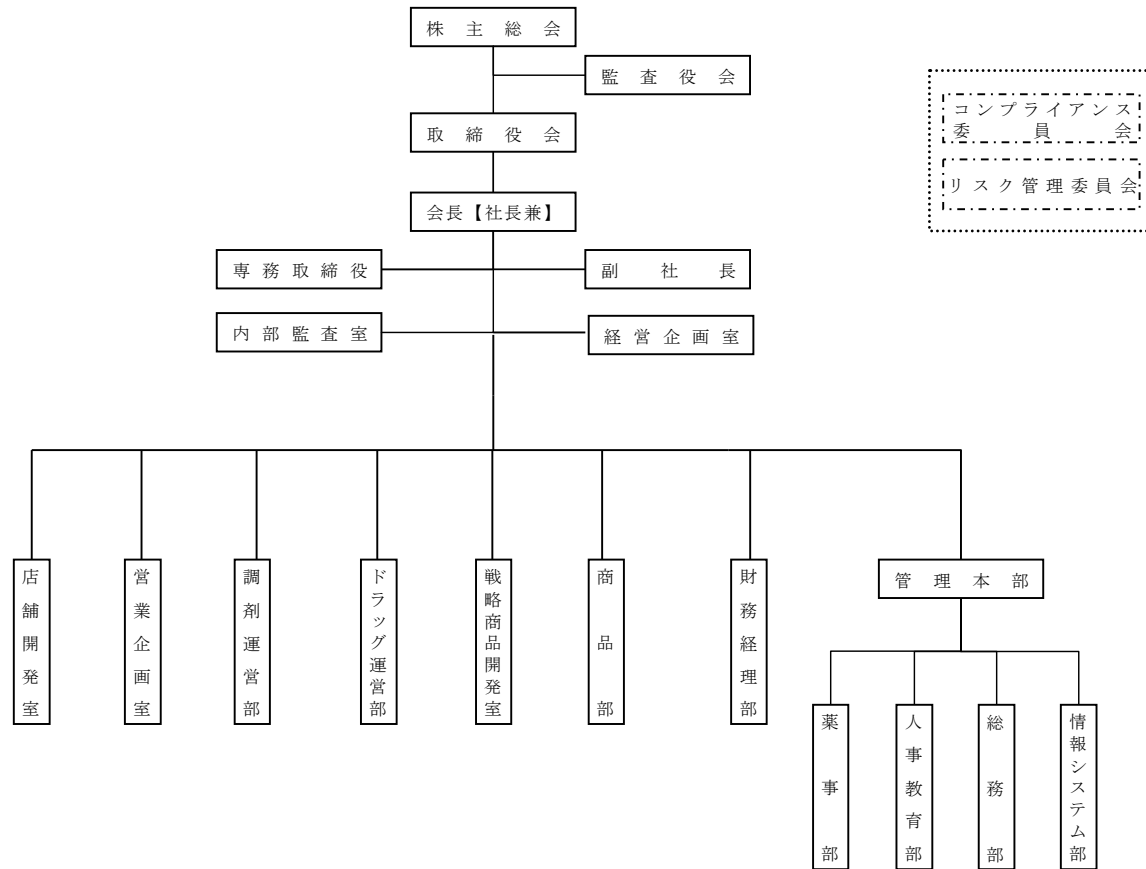 株主総会
監査役会
コンプライアンス
委員会
取締役会
リスク管理委員会
会長【社長兼】
専務取締役
副社長
内部監査室
経営企画室
店舗開発室
営業企画室
調剤運営部
ドラッグ運営部
戦略商品開発室
商品部
財務経理部
管理本部
薬事部
人事教育部
総務部
情報システム部